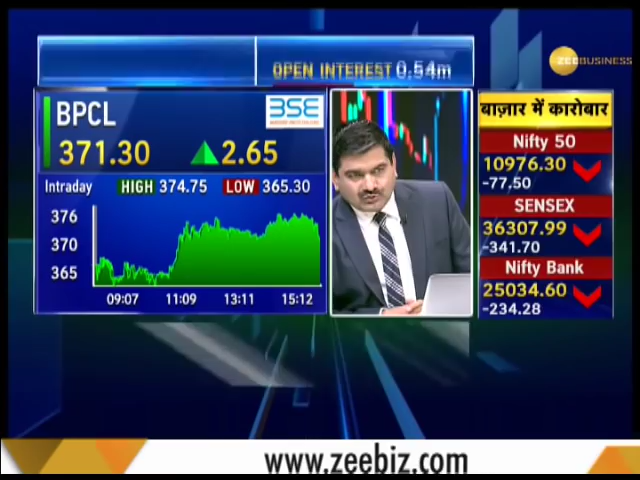 ZEEBUSINESS
OPEN INTEREST 0.54m
BPCL
BSE
371.30 2.65
Intraday HIGH 374.75 LOW 365.30
376
370
365
09:07 11:09 13:11 15:12
बाज़ार में कारोबार
Nifty 50
10976.30
-77.50
SENSEX
36307.99
-341.70
Nifty Bank
25034.60
-234.28
www.zeebiz.com